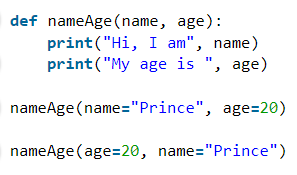 def nameAge(name, age):
    print("Hi, I am", name)
    print("My age is ", age)

nameAge(name="Prince", age=20)

nameAge(age=20, name="Prince")